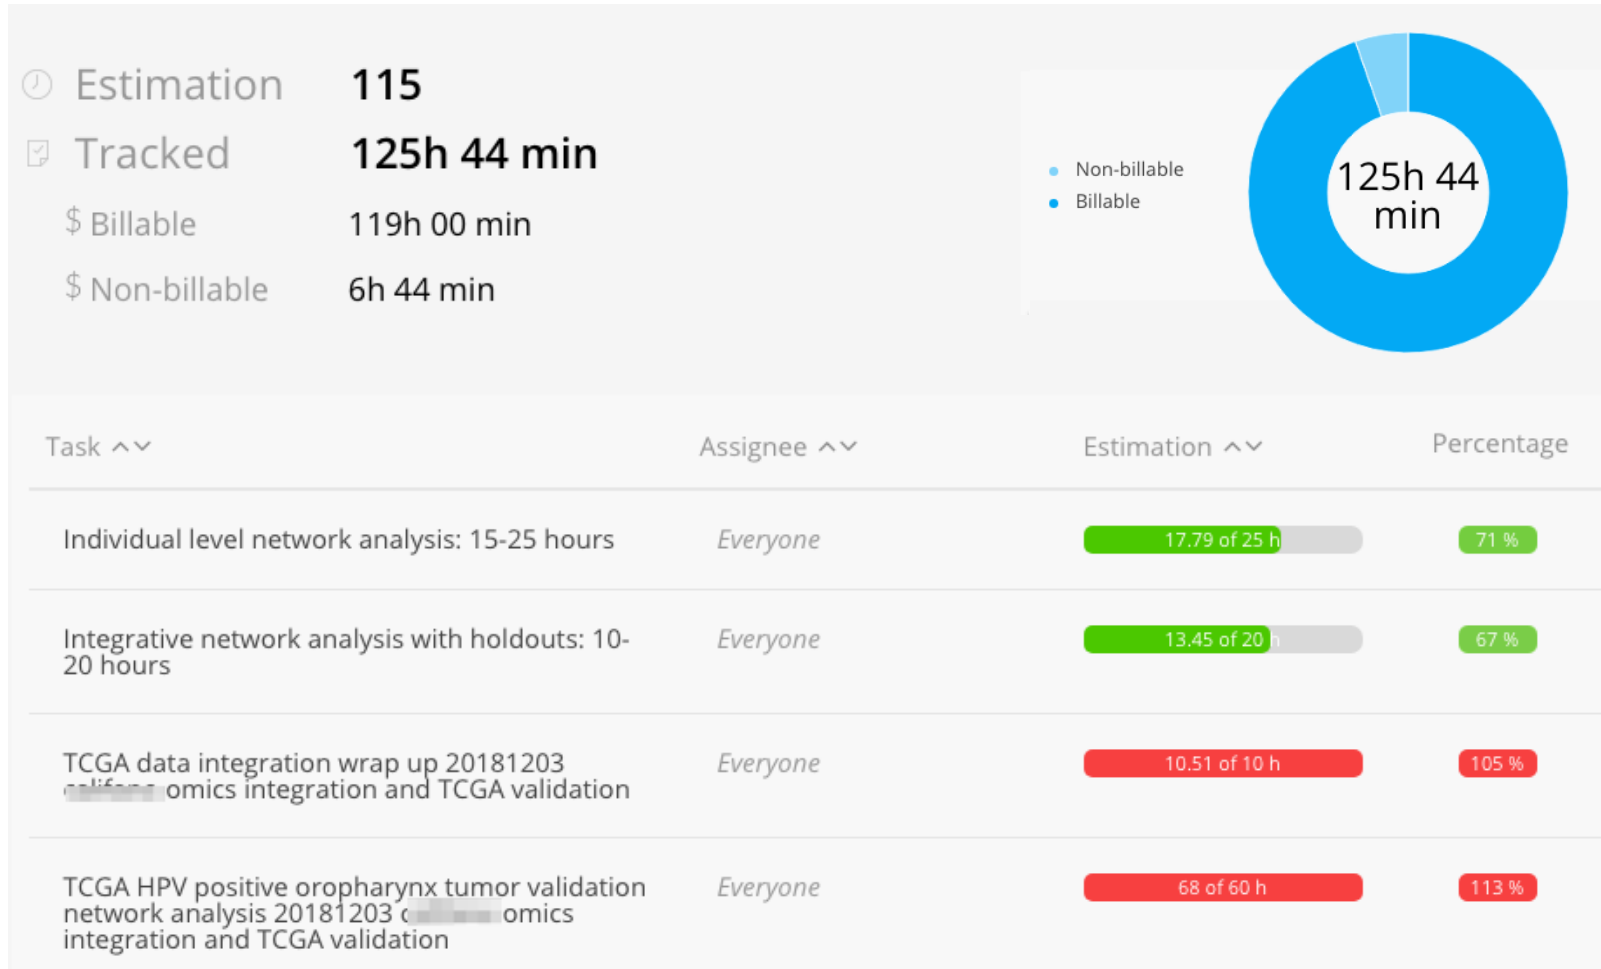 Estimation 115
Tracked 125h 44 min
$ Billable 119h 00 min
$ Non-billable 6h 44 min
Non-billable
Billable
125h 44
min
Task Assignee Estimation Percentage
Individual level network analysis: 15-25 hours Everyone 17.79 of 25 h 71 %
Integrative network analysis with holdouts: 10-
20 hours
Everyone 13.45 of 20 h 67 %
TCGA data integration wrap up 20181203
omics integration and TCGA validation
Everyone 10.51 of 10 h 105 %
TCGA HPV positive oropharynx tumor validation
network analysis 20181203 omics
integration and TCGA validation
Everyone 68 of 60 h 113 %